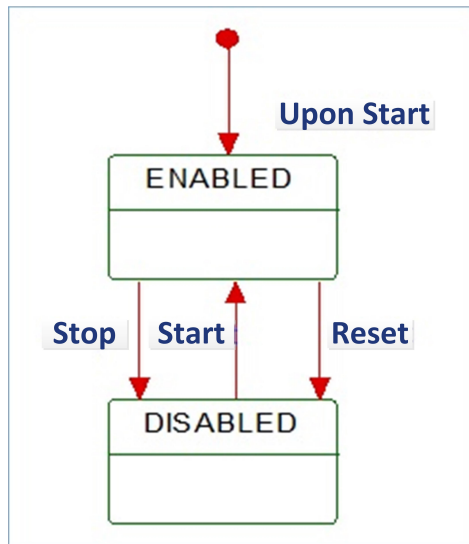 Upon Start
ENABLED
Stop
Start
Reset
DISABLED